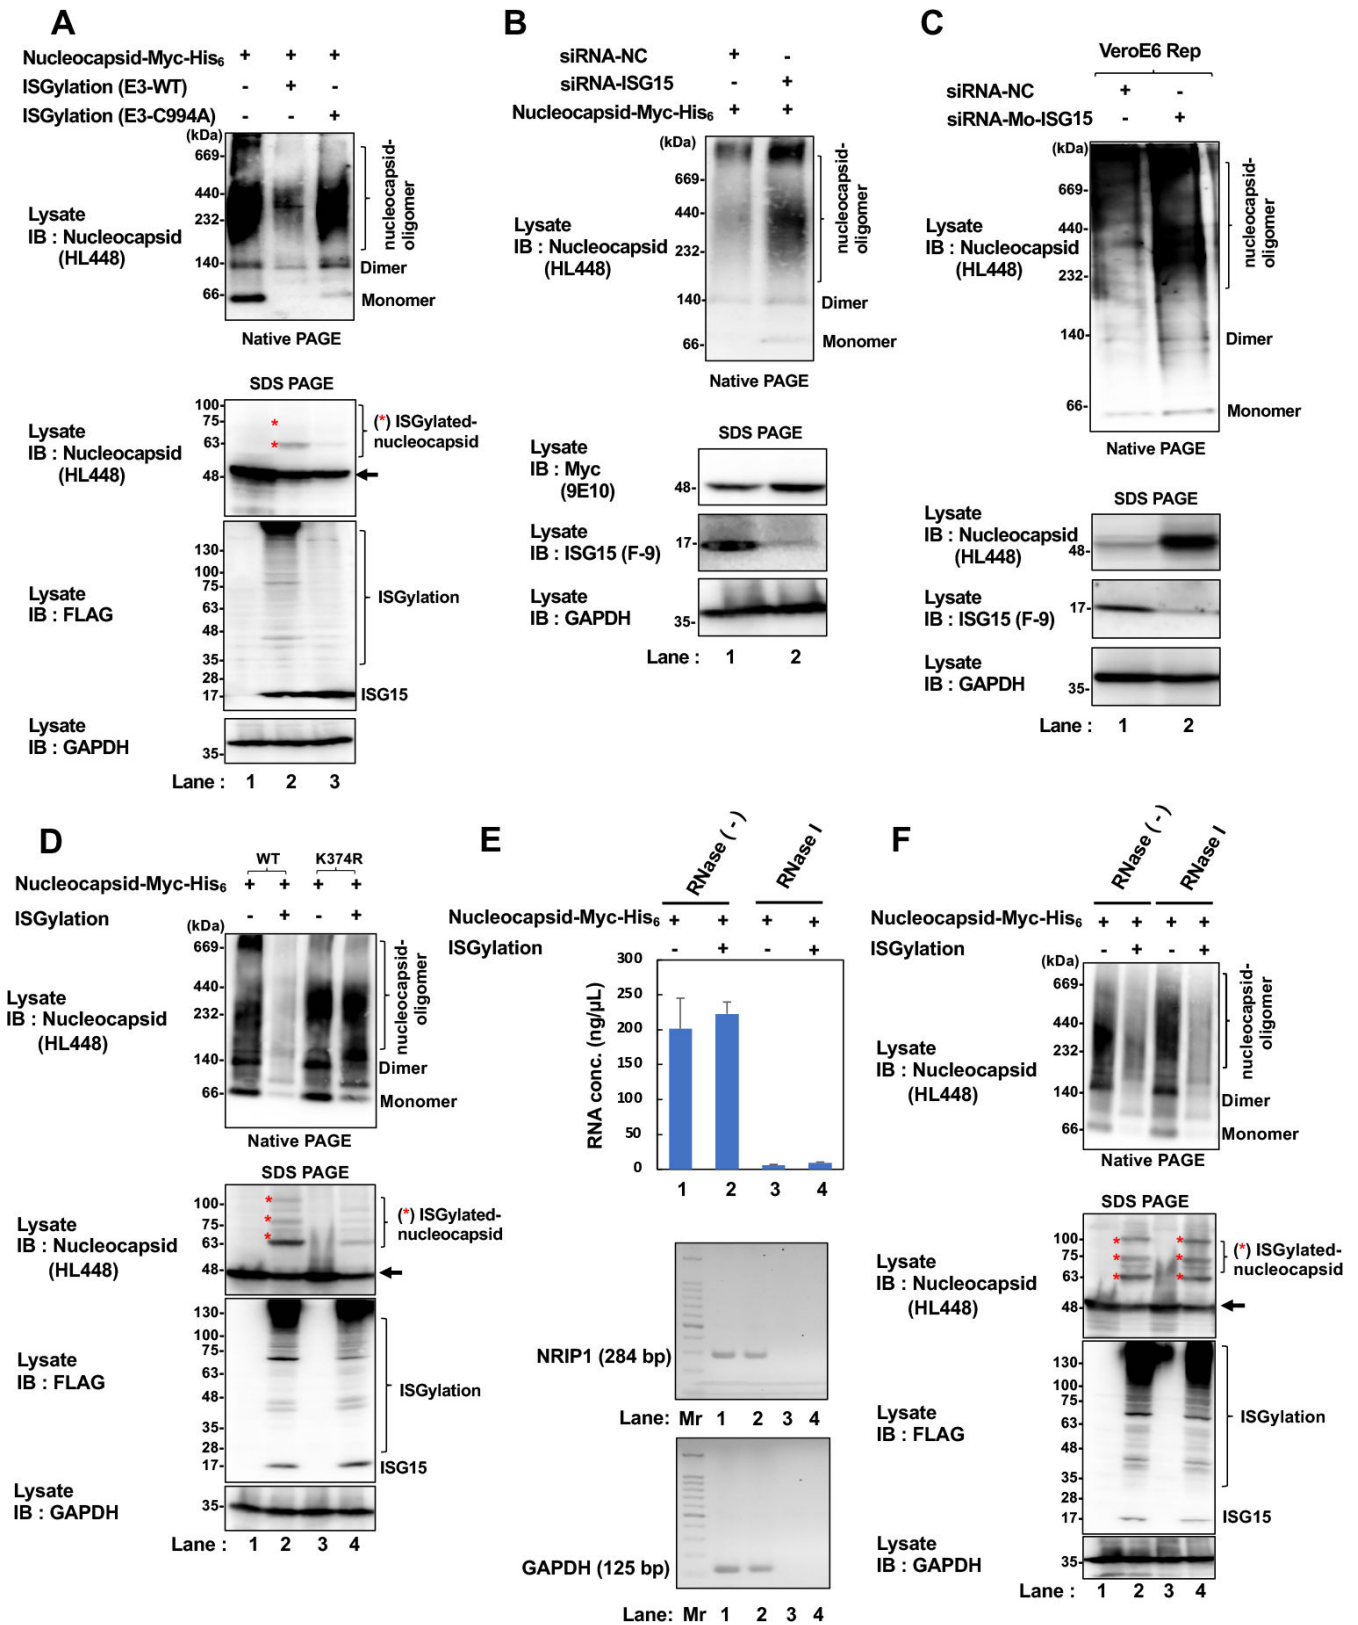 A
Nucleocapsid-Myc-His6 + + +
ISGylation (E3-WT) - + -
ISGylation (E3-C994A) - - +
(kDa)
669-
440-
232-
140-
66-
Lysate
IB : Nucleocapsid
(HL448)
nucleocapsid-
oligomer
Dimer
Monomer
Native PAGE
SDS PAGE
100-
75-
63-
48-
* 
*
Lysate
IB : Nucleocapsid
(HL448)
(*) ISGylated-
nucleocapsid
130-
100-
75-
63-
48-
35-
28-
17-
Lysate
IB : FLAG
ISGylation
ISG15
Lysate
IB : GAPDH
35-
Lane : 1 2 3
B
siRNA-NC + -
siRNA-ISG15 - +
Nucleocapsid-Myc-His6 + +
(kDa)
669-
440-
232-
140-
66-
Lysate
IB : Nucleocapsid
(HL448)
nucleocapsid-
oligomer
Dimer
Monomer
Native PAGE
SDS PAGE
Lysate
IB : Myc
(9E10)
48-
Lysate
IB : ISG15 (F-9)
17-
Lysate
IB : GAPDH
35-
Lane : 1 2
C
VeroE6 Rep
siRNA-NC + -
siRNA-Mo-ISG15 - +
(kDa)
669-
440-
232-
140-
66-
Lysate
IB : Nucleocapsid
(HL448)
nucleocapsid-
oligomer
Dimer
Monomer
Native PAGE
SDS PAGE
Lysate
IB : Nucleocapsid
(HL448)
48-
Lysate
IB : ISG15 (F-9)
17-
Lysate
IB : GAPDH
35-
Lane : 1 2
D
WT K374R
Nucleocapsid-Myc-His6 + + + +
ISGylation - + - +
(kDa)
669-
440-
232-
140-
66-
Lysate
IB : Nucleocapsid
(HL448)
nucleocapsid-
oligomer
Dimer
Monomer
Native PAGE
SDS PAGE
100-
75-
63-
48-
*
*
*
Lysate
IB : Nucleocapsid
(HL448)
(*) ISGylated-
nucleocapsid
130-
100-
75-
63-
48-
35-
28-
17-
Lysate
IB : FLAG
ISGylation
ISG15
Lysate
IB : GAPDH
35-
Lane : 1 2 3 4
E
RNase (-) RNase I
Nucleocapsid-Myc-His6 + + + +
ISGylation - + - +
RNA conc. (ng/μL)
300
250
200
150
100
50
0
1 2 3 4
NRIP1 (284 bp)
Lane: Mr 1 2 3 4
GAPDH (125 bp)
Lane: Mr 1 2 3 4
F
RNase (-) RNase I
Nucleocapsid-Myc-His6 + + + +
ISGylation - + - +
(kDa)
669-
440-
232-
140-
66-
Lysate
IB : Nucleocapsid
(HL448)
nucleocapsid-
oligomer
Dimer
Monomer
Native PAGE
SDS PAGE
100-
75-
63-
48-
* *
* *
* *
Lysate
IB : Nucleocapsid
(HL448)
(*) ISGylated-
nucleocapsid
130-
100-
75-
63-
48-
35-
28-
17-
Lysate
IB : FLAG
ISGylation
ISG15
Lysate
IB : GAPDH
35-
Lane : 1 2 3 4